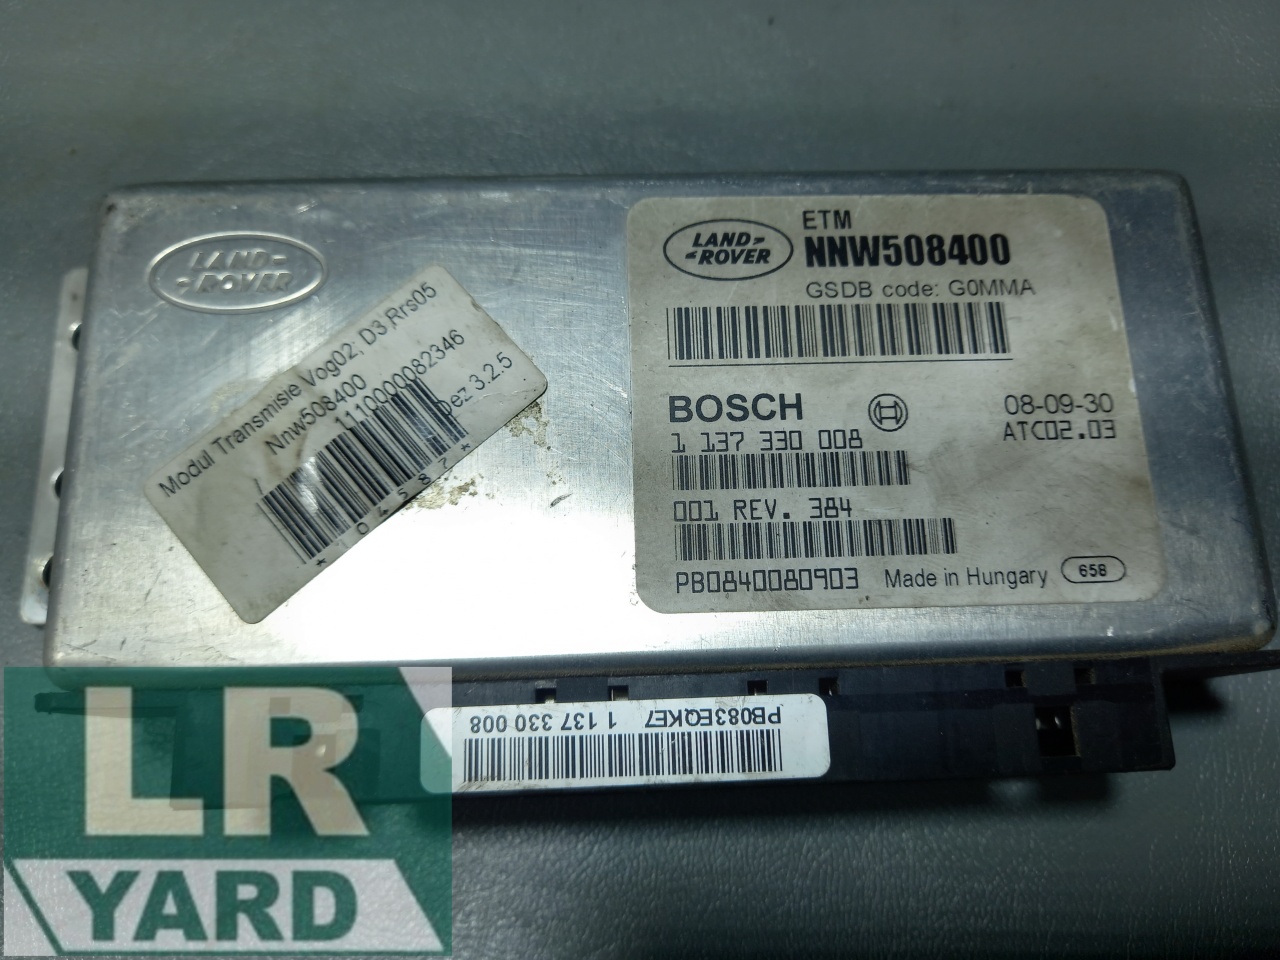 LAND-
-ROVER
Modul Transmisie Vog02; D3 ,Rrs05
Nnw508400
111000082346
Dez 3.2.5
*104587*
LAND-
-ROVER
ETM
NNW508400
GSDB code: G0MMA
BOSCH
08-09-30
1 137 330 008
ATC02.03
001 REV. 384
PB0840080903
Made in Hungary
658
PB083EQKE7 1 137 330 008
LR
YARD